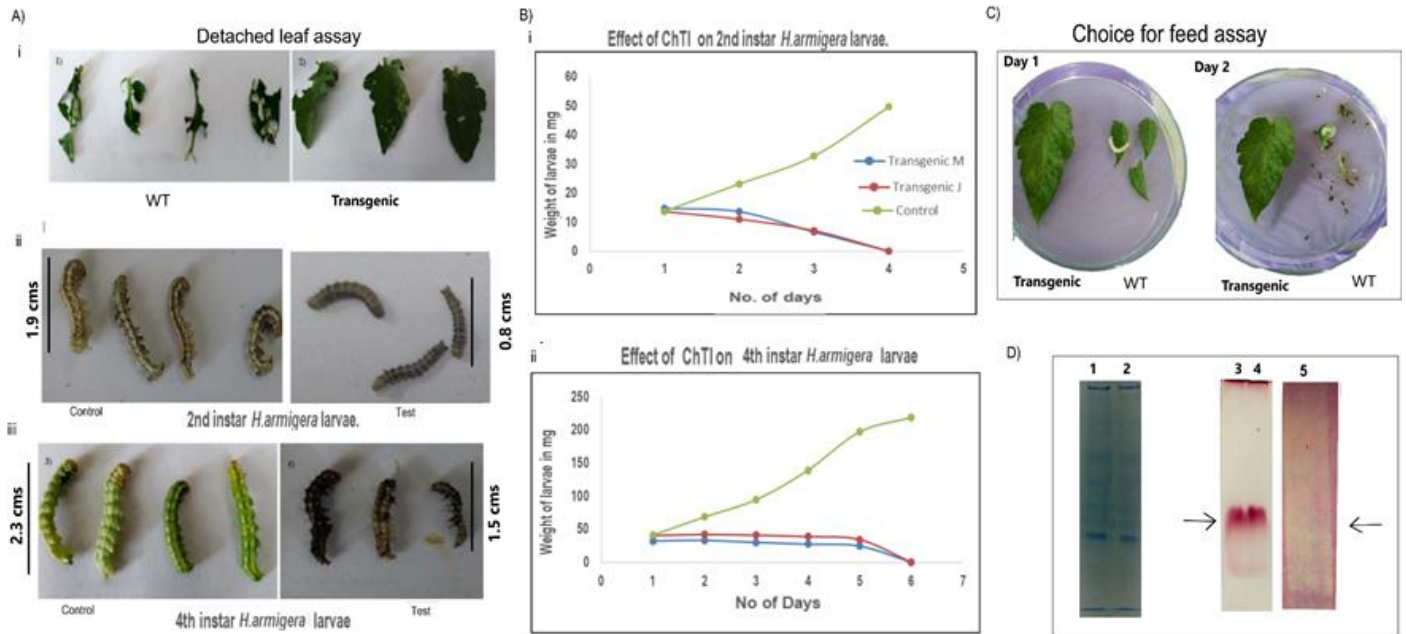 A)
Detached leaf assay
i
WT
Transgenic
1.9 cms
0.8 cms
Control
Test
2nd instar H.armigera larvae.
2.3 cms
1.5 cms
Control
Test
4th instar H.armigera larvae
B)
i
Effect of ChTI on 2nd instar H.armigera larvae.
Weight of larvae in mg
60
50
40
30
20
10
0
Transgenic M
Transgenic J
Control
0 1 2 3 4 5
No. of days
ii
Effect of ChTI on 4th instar H.armigera larvae
Weight of larvae in mg
250
200
150
100
50
0
0 1 2 3 4 5 6 7
No of Days
C)
Choice for feed assay
Day 1
Day 2
Transgenic WT
Transgenic WT
D)
1 2 3 4 5